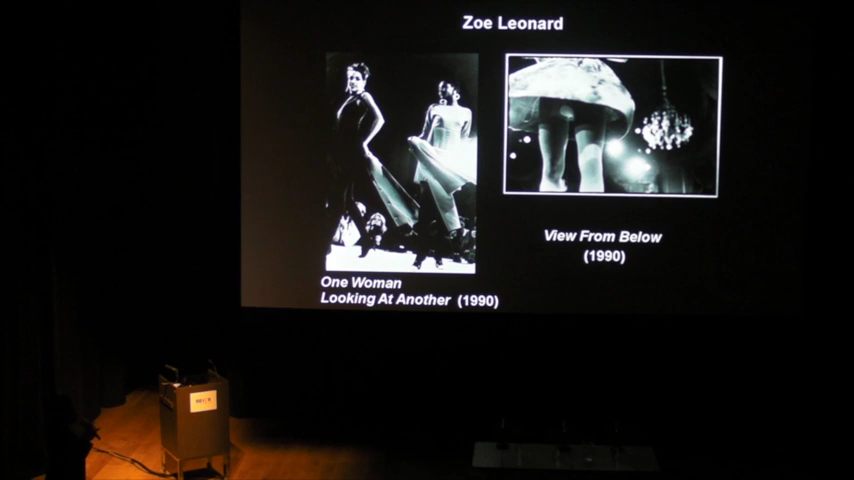 Zoe Leonard
One Woman
Looking At Another (1990)
View From Below
(1990)